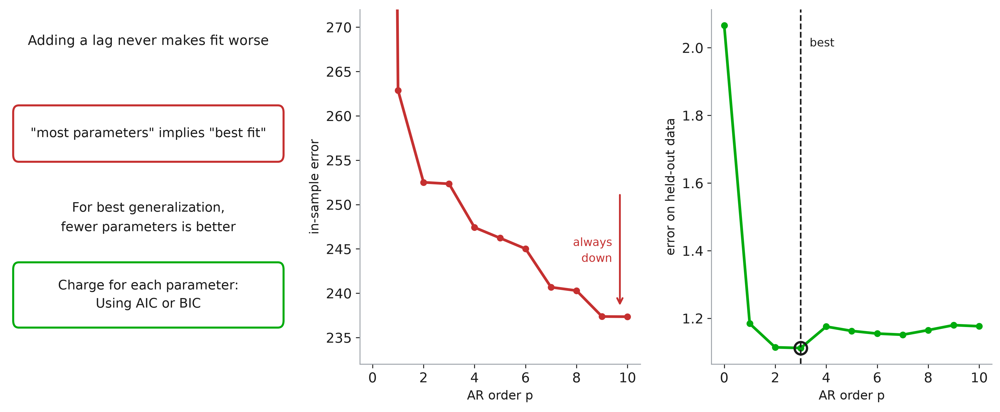 Adding a lag never makes fit worse
"most parameters" implies "best fit"
For best generalization,
fewer parameters is better
Charge for each parameter:
Using AIC or BIC
in-sample error
270
265
260
255
250
245
240
235
always
down
0 2 4 6 8 10
AR order p
error on held-out data
2.0
1.8
1.6
1.4
1.2
best
0 2 4 6 8 10
AR order p